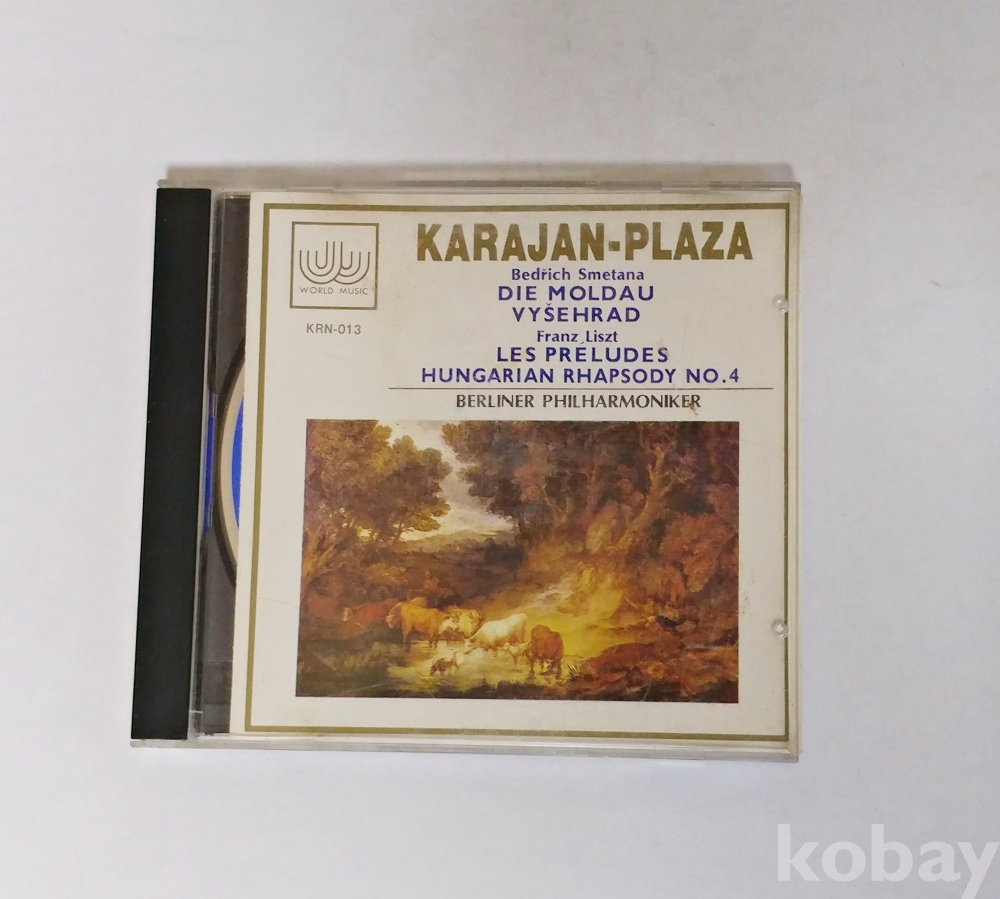 WORLD MUSIC
KRN-013
KARAJAN-PLAZA
Bedřich Smetana
DIE MOLDAU
VYŠEHRAD
Franz Liszt
LES PRÉLUDES
HUNGARIAN RHAPSODY NO.4
BERLINER PHILHARMONIKER
kobay